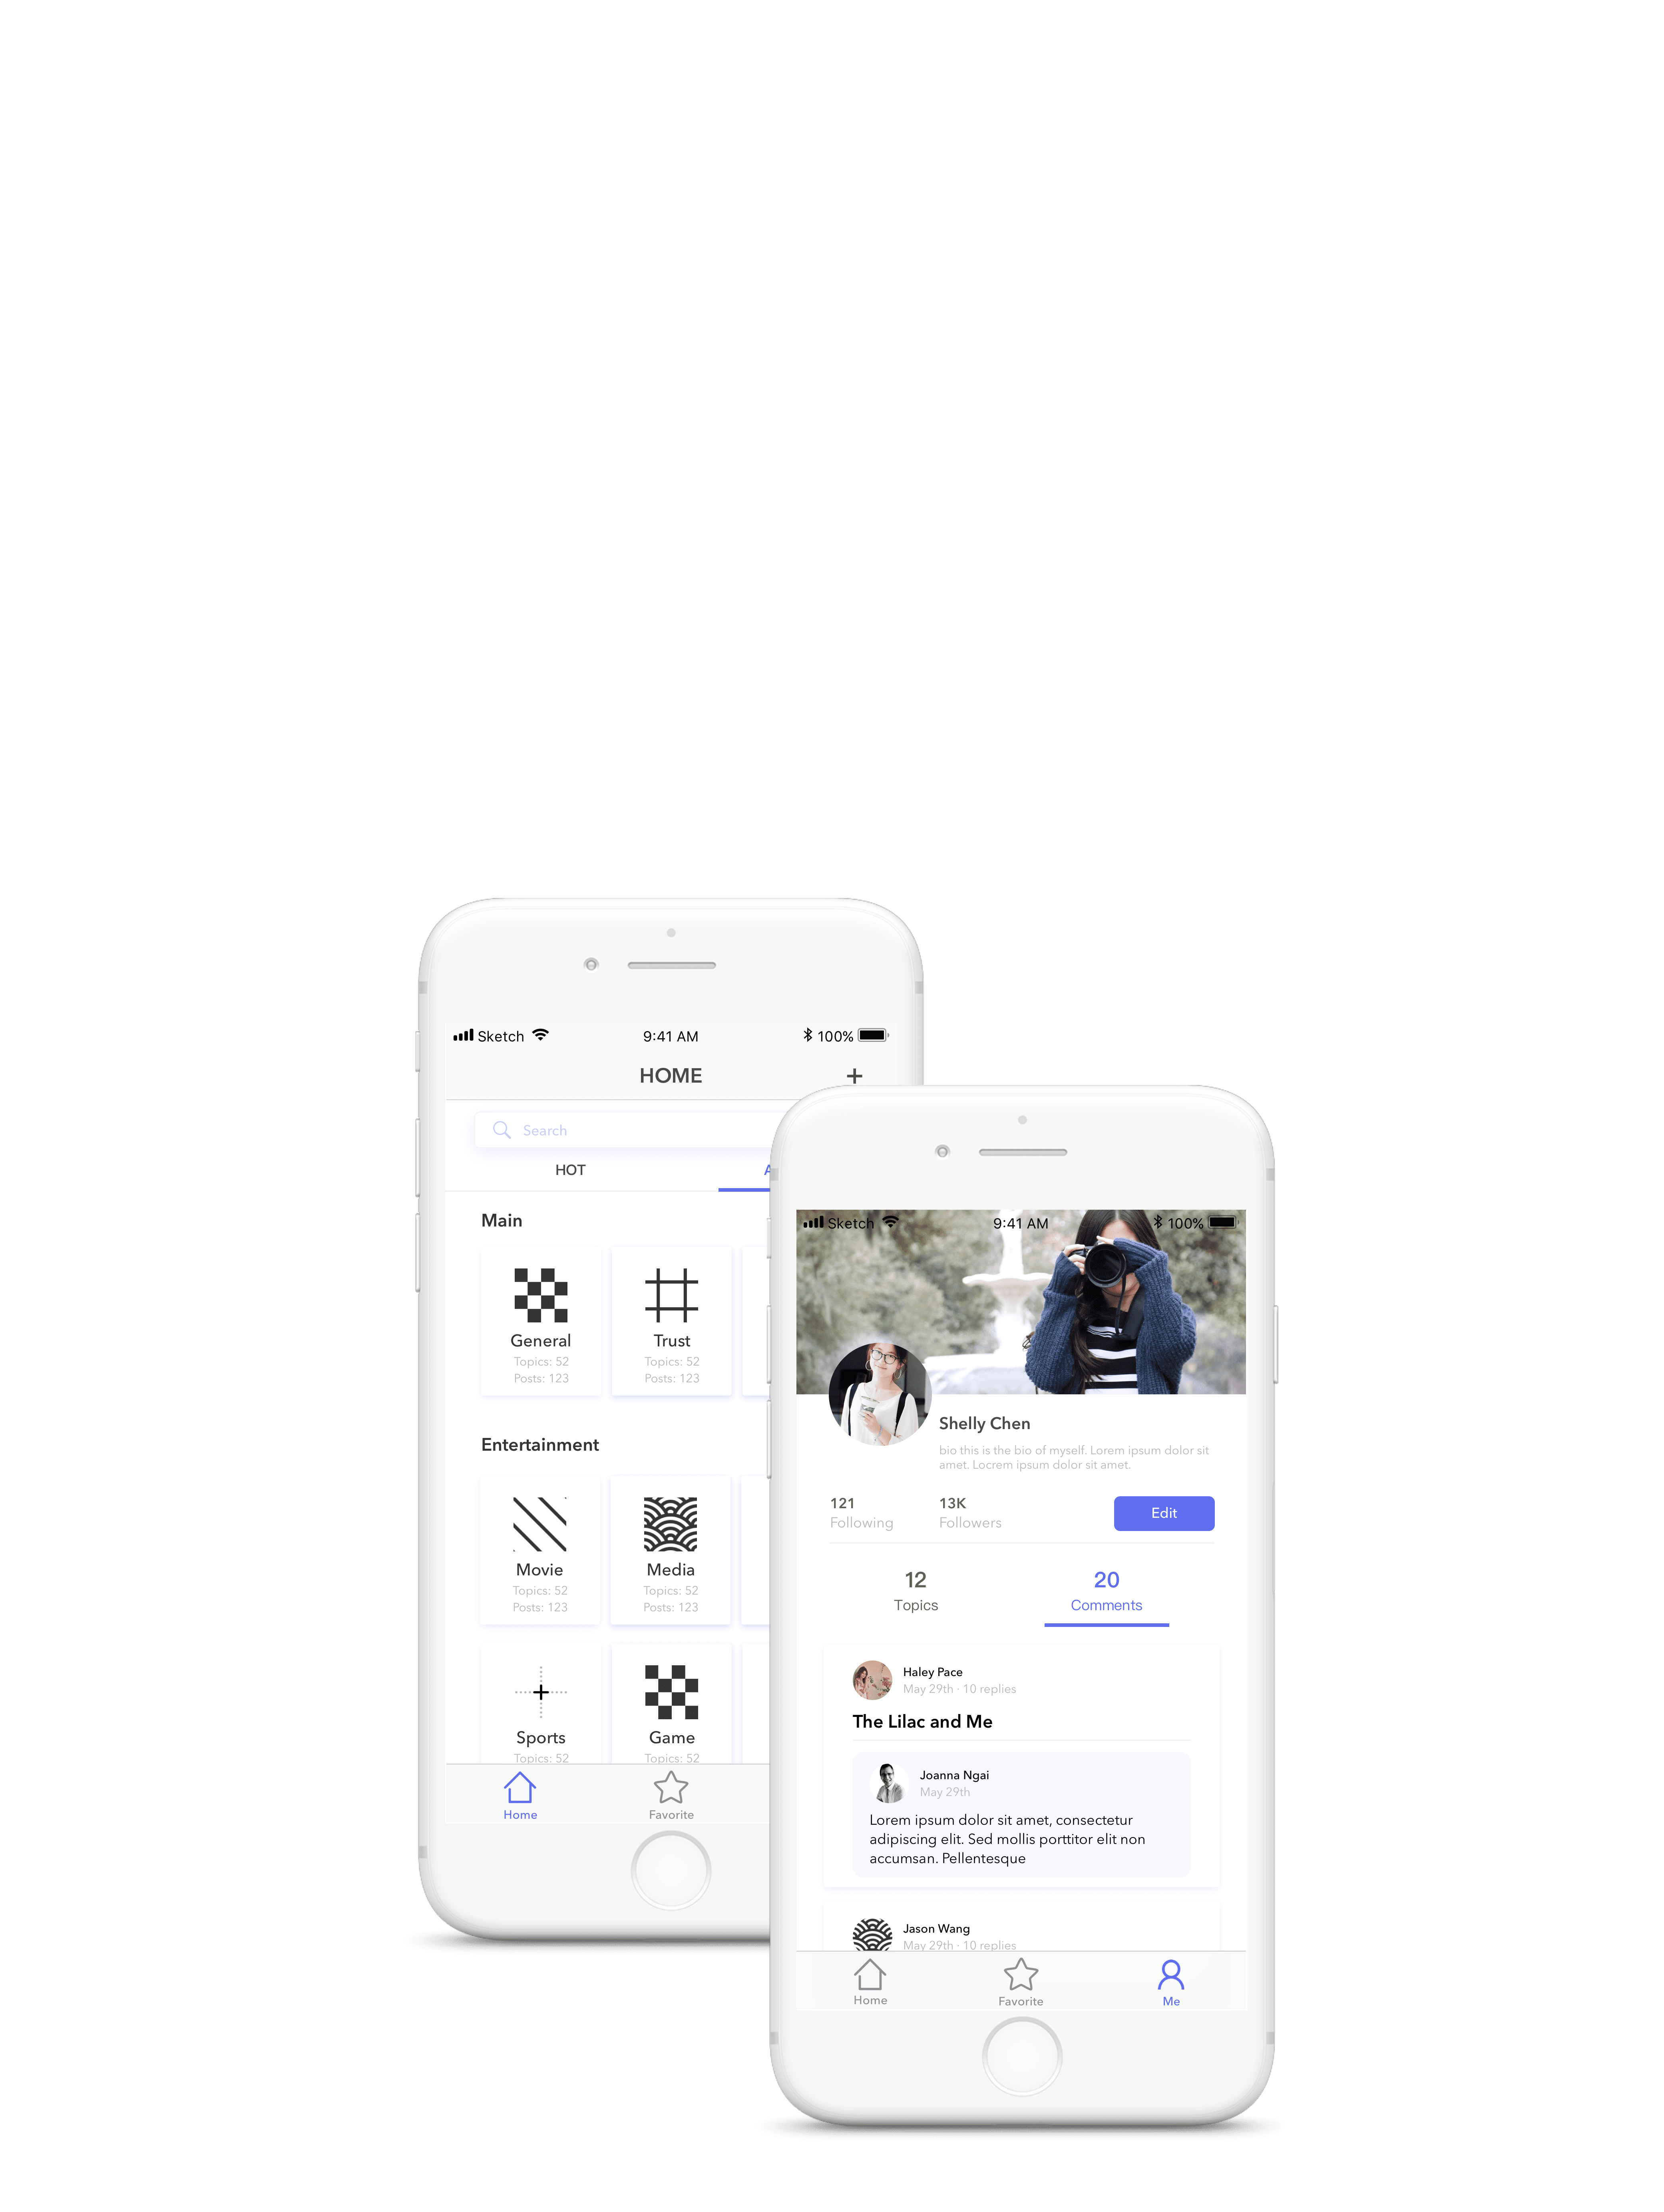 Sketch 9:41 AM 100%
HOME +
Search
HOT
Main
General Trust
Topics: 52 Topics: 52
Posts: 123 Posts: 123
Entertainment
Movie Media
Topics: 52 Topics: 52
Posts: 123 Posts: 123
Sports Game
Topics: 52 Topics: 52
Home Favorite
Sketch 9:41 AM 100%
Shelly Chen
bio this is the bio of myself. Lorem ipsum dolor sit
amet. Locrem ipsum dolor sit amet.
121 13K
Following Followers
Edit
12 20
Topics Comments
Haley Pace
May 29th · 10 replies
The Lilac and Me
Joanna Ngai
May 29th
Lorem ipsum dolor sit amet, consectetur
adipiscing elit. Sed mollis porttitor elit non
accumsan. Pellentesque
Jason Wang
May 29th · 10 replies
Home Favorite Me